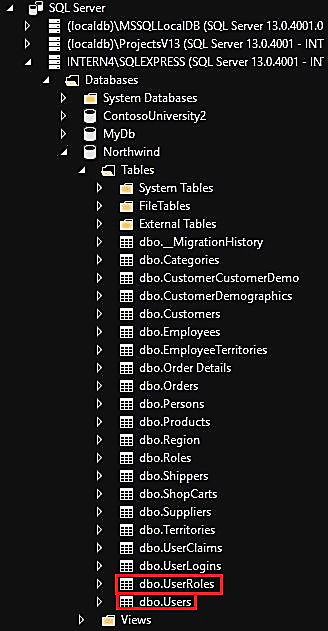 SQL Server
(localdb)\MSSQLLocalDB (SQL Server 13.0.4001.0
(localdb)\ProjectsV13 (SQL Server 13.0.4001 - INT
INTERN4\SQLEXPRESS (SQL Server 13.0.4001 - INT
Databases
System Databases
ContosoUniversity2
MyDb
Northwind
Tables
System Tables
FileTables
External Tables
dbo.__MigrationHistory
dbo.Categories
dbo.CustomerCustomerDemo
dbo.CustomerDemographics
dbo.Customers
dbo.Employees
dbo.EmployeeTerritories
dbo.Order Details
dbo.Orders
dbo.Persons
dbo.Products
dbo.Region
dbo.Roles
dbo.Shippers
dbo.ShopCarts
dbo.Suppliers
dbo.Territories
dbo.UserClaims
dbo.UserLogins
dbo.UserRoles
dbo.Users
Views